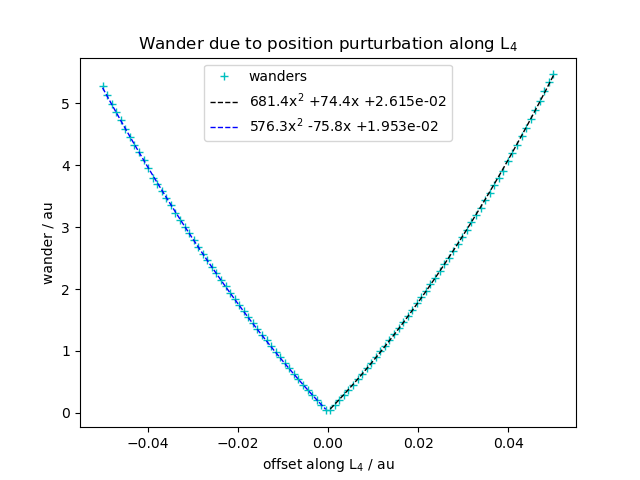 Wander due to position purturbation along L₄
wanders
681.4x² +74.4x +2.615e-02
576.3x² -75.8x +1.953e-02
wander / au
5
4
3
2
1
0
−0.04 −0.02 0.00 0.02 0.04
offset along L₄ / au